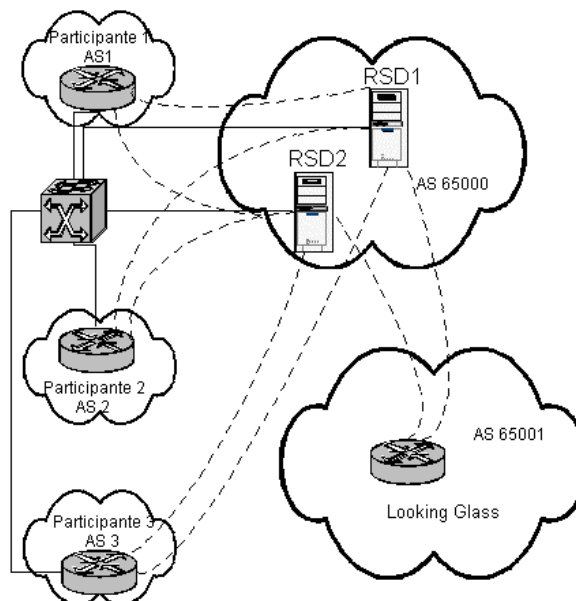 Participante 1
AS1
RSD1
RSD2
AS 65000
Participante 2
AS 2
AS 65001
Looking Glass
Participante 3
AS 3